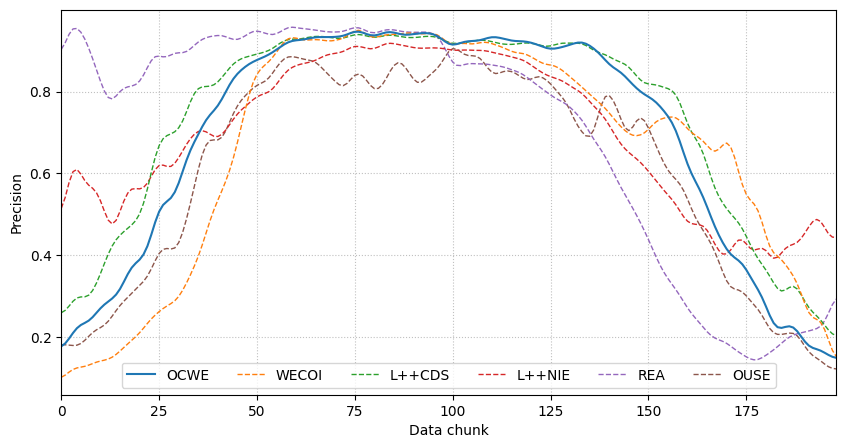 Precision
0.8
0.6
0.4
0.2
OCWE WECOI L++CDS L++NIE REA OUSE
0 25 50 75 100 125 150 175
Data chunk